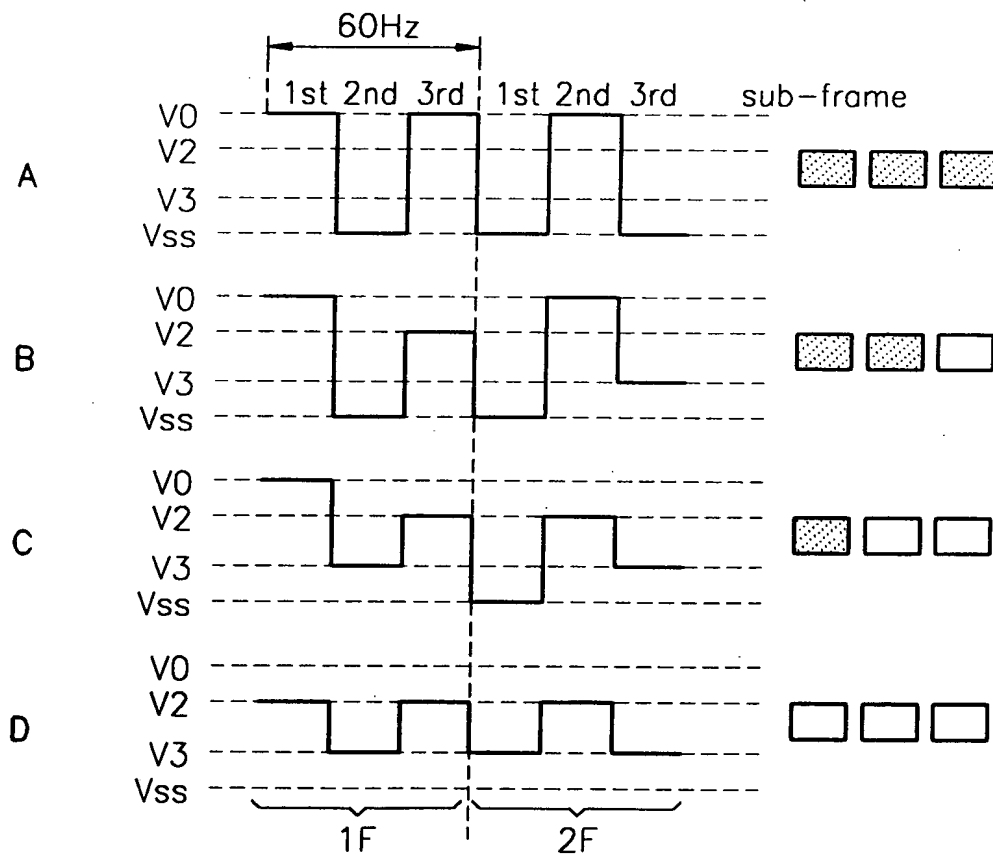 60Hz
1st 2nd 3rd 1st 2nd 3rd sub-frame
A
V0
V2
V3
Vss
B
V0
V2
V3
Vss
C
V0
V2
V3
Vss
D
V0
V2
V3
Vss
1F 2F